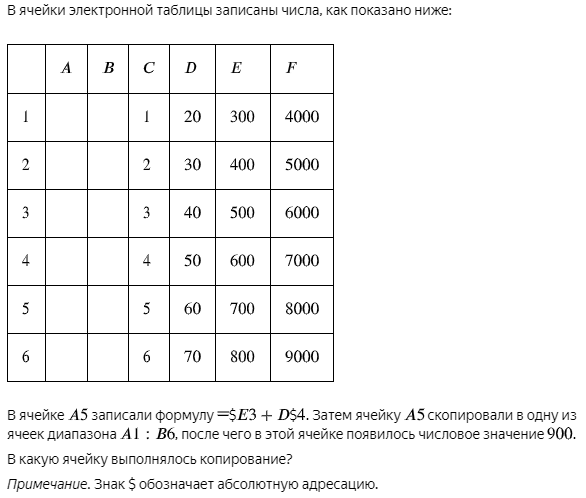 В ячейки электронной таблицы записаны числа, как показано ниже:
A B C D E F
1 1 20 300 4000
2 2 30 400 5000
3 3 40 500 6000
4 4 50 600 7000
5 5 60 700 8000
6 6 70 800 9000
В ячейке A5 записали формулу =$E3 + D$4. Затем ячейку A5 скопировали в одну из
ячеек диапазона A1 : B6, после чего в этой ячейке появилось числовое значение 900.
В какую ячейку выполнялось копирование?
Примечание. Знак $ обозначает абсолютную адресацию.